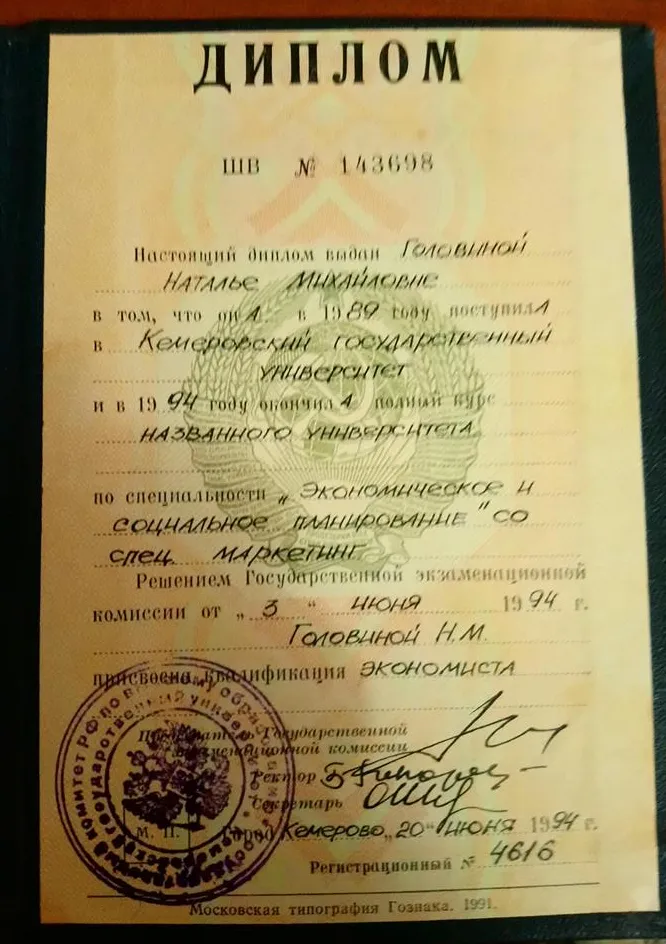 ДИПЛОМ
ШВ № 143698
Настоящий диплом выдан Головиной
Наталье Михайловне
в том, что она в 1989 году поступила
в Кемеровский государственный
университет
и в 1994 году окончила полный курс
названного университета
по специальности „Экономическое и
социальное планирование" со
спец. маркетинг
Решением Государственной экзаменационной
комиссии от „3" июня 1994 г.
Головиной Н.М.
присвоена квалификация экономиста
Председатель Государственной
экзаменационной комиссии
Ректор
Секретарь
М. П. Город Кемерово „20" июня 1994 г.
Регистрационный № 4616
Московская типография Гознака. 1991.